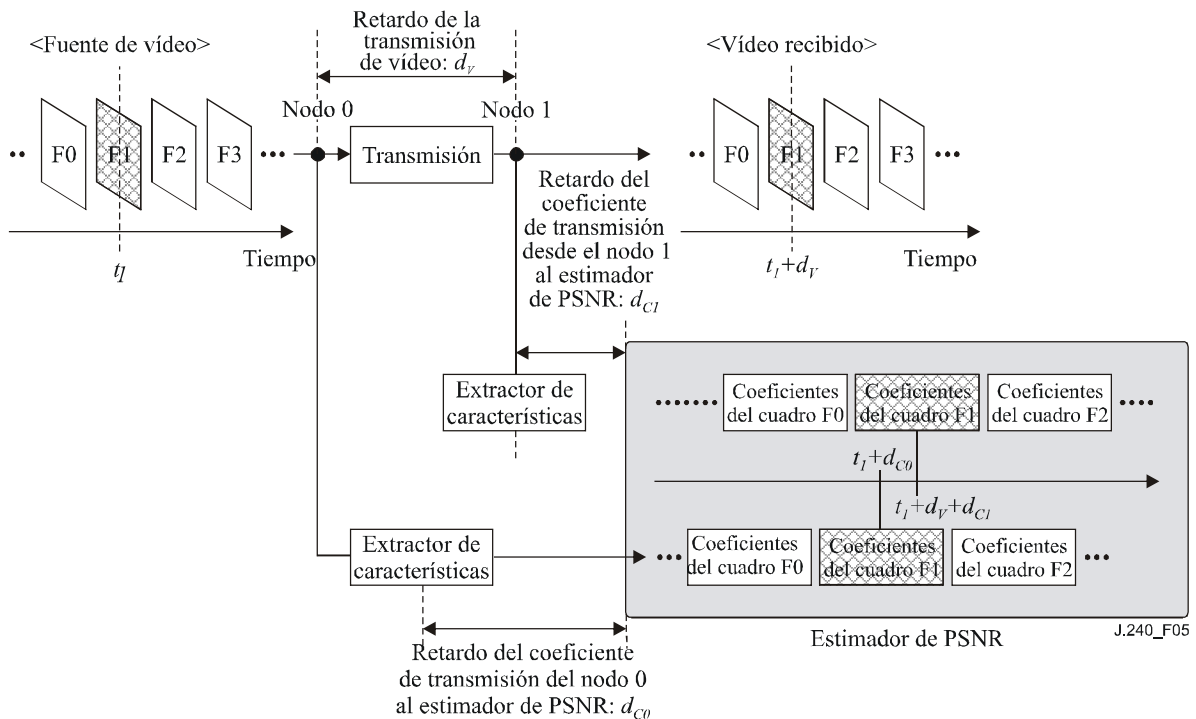 <Fuente de vídeo>
•• F0 F1 F2 F3 •••
Tiempo
t1
Retardo de la
transmisión
de vídeo: dV
Nodo 0
Nodo 1
Transmisión
Retardo del
coeficiente
de transmisión
desde el nodo 1
al estimador
de PSNR: dC1
<Vídeo recibido>
•• F0 F1 F2 F3 •••
Tiempo
t1+dV
Extractor de
características
••••••• Coeficientes
del cuadro F0
Coeficientes
del cuadro F1
Coeficientes
del cuadro F2 ••••
t1+dC0
t1+dV+dC1
Extractor de
características
••• Coeficientes
del cuadro F0
Coeficientes
del cuadro F1
Coeficientes
del cuadro F2 •••
Estimador de PSNR
J.240_F05
Retardo del coeficiente
de transmisión del nodo 0
al estimador de PSNR: dC0